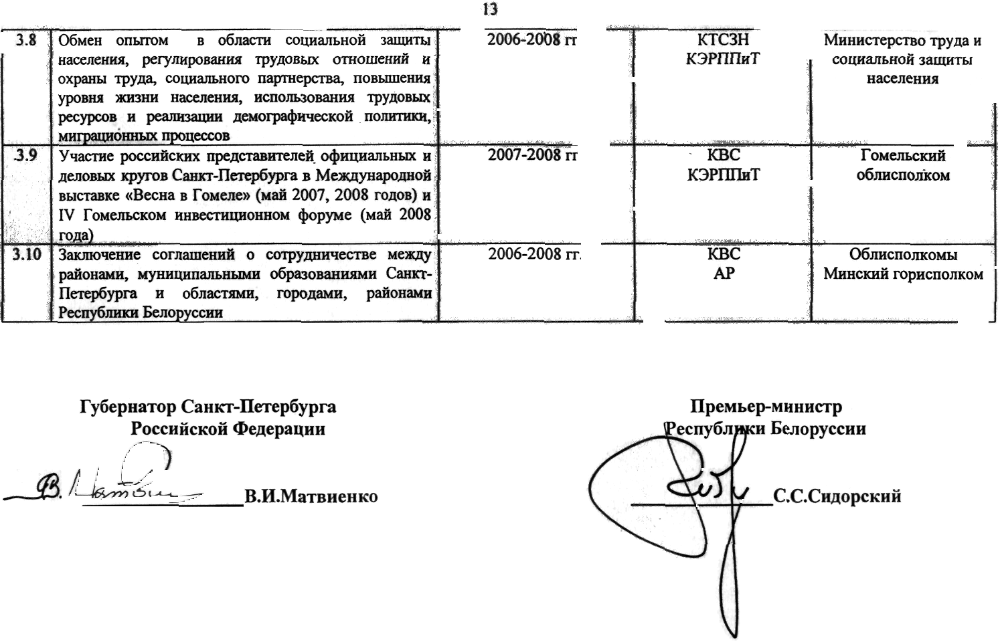 13
3.8
Обмен опытом в области социальной защиты
населения, регулирования трудовых отношений и
охраны труда, социального партнерства, повышения
уровня жизни населения, использования трудовых
ресурсов и реализации демографической политики,
миграционных процессов
2006-2008 гг
КТСЗН
КЭРППиТ
Министерство труда и
социальной защиты
населения
3.9
Участие российских представителей официальных и
деловых кругов Санкт-Петербурга в Международной
выставке «Весна в Гомеле» (май 2007, 2008 годов) и
IV Гомельском инвестиционном форуме (май 2008
года)
2007-2008 гг
КВС
КЭРППиТ
Гомельский
облисполком
3.10
Заключение соглашений о сотрудничестве между
районами, муниципальными образованиями Санкт-
Петербурга и областями, городами, районами
Республики Белоруссии
2006-2008 гг.
КВС
АР
Облисполкомы
Минский горисполком
Губернатор Санкт-Петербурга
Российской Федерации
В. Матвиенко
В.И.Матвиенко
Премьер-министр
Республики Белоруссии
С.С.Сидорский